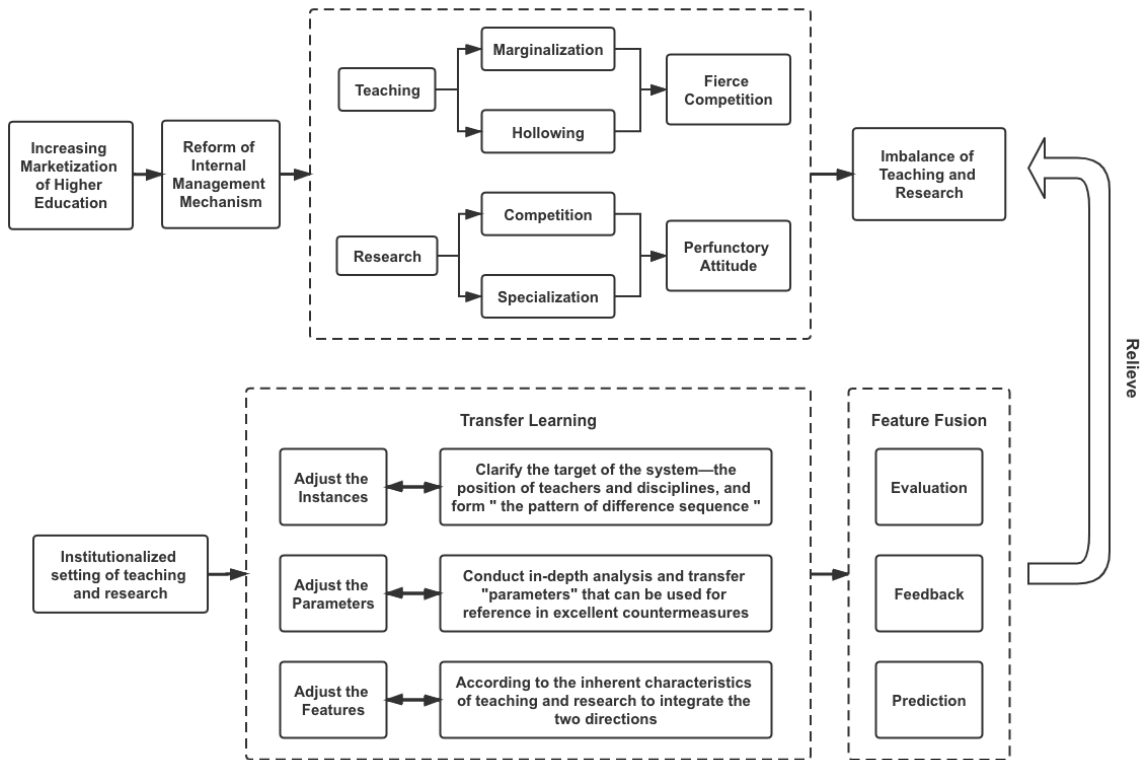 Increasing
Marketization
of Higher
Education
Reform of
Internal
Management
Mechanism
Teaching
Marginalization
Hollowing
Fierce
Competition
Research
Competition
Specialization
Perfunctory
Attitude
Imbalance of
Teaching and
Research
Relieve
Institutionalized
setting of teaching
and research
Transfer Learning
Adjust the
Instances
Clarify the target of the system—the
position of teachers and disciplines, and
form " the pattern of difference sequence "
Adjust the
Parameters
Conduct in-depth analysis and transfer
"parameters" that can be used for
reference in excellent countermeasures
Adjust the
Features
According to the inherent characteristics
of teaching and research to integrate the
two directions
Feature Fusion
Evaluation
Feedback
Prediction